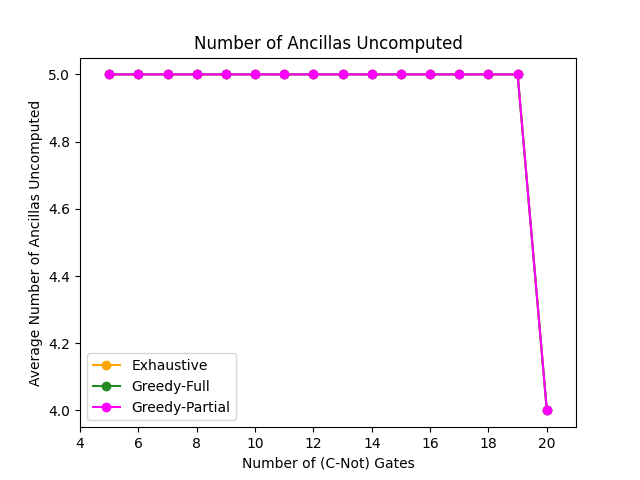 Number of Ancillas Uncomputed
Average Number of Ancillas Uncomputed
5.0
4.8
4.6
4.4
4.2
4.0
Exhaustive
Greedy-Full
Greedy-Partial
4 6 8 10 12 14 16 18 20
Number of (C-Not) Gates